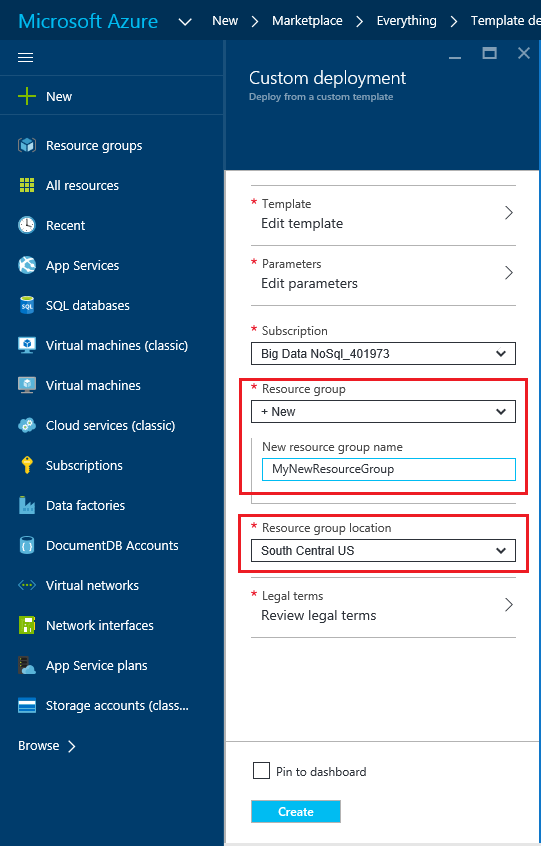 Microsoft Azure New Marketplace Everything Template de
New
Resource groups
All resources
Recent
App Services
SQL databases
Virtual machines (classic)
Virtual machines
Cloud services (classic)
Subscriptions
Data factories
DocumentDB Accounts
Virtual networks
Network interfaces
App Service plans
Storage accounts (class...
Browse
Custom deployment
Deploy from a custom template
* Template
Edit template
* Parameters
Edit parameters
* Subscription
Big Data NoSql_401973
* Resource group
+ New
New resource group name
MyNewResourceGroup
* Resource group location
South Central US
* Legal terms
Review legal terms
Pin to dashboard
Create